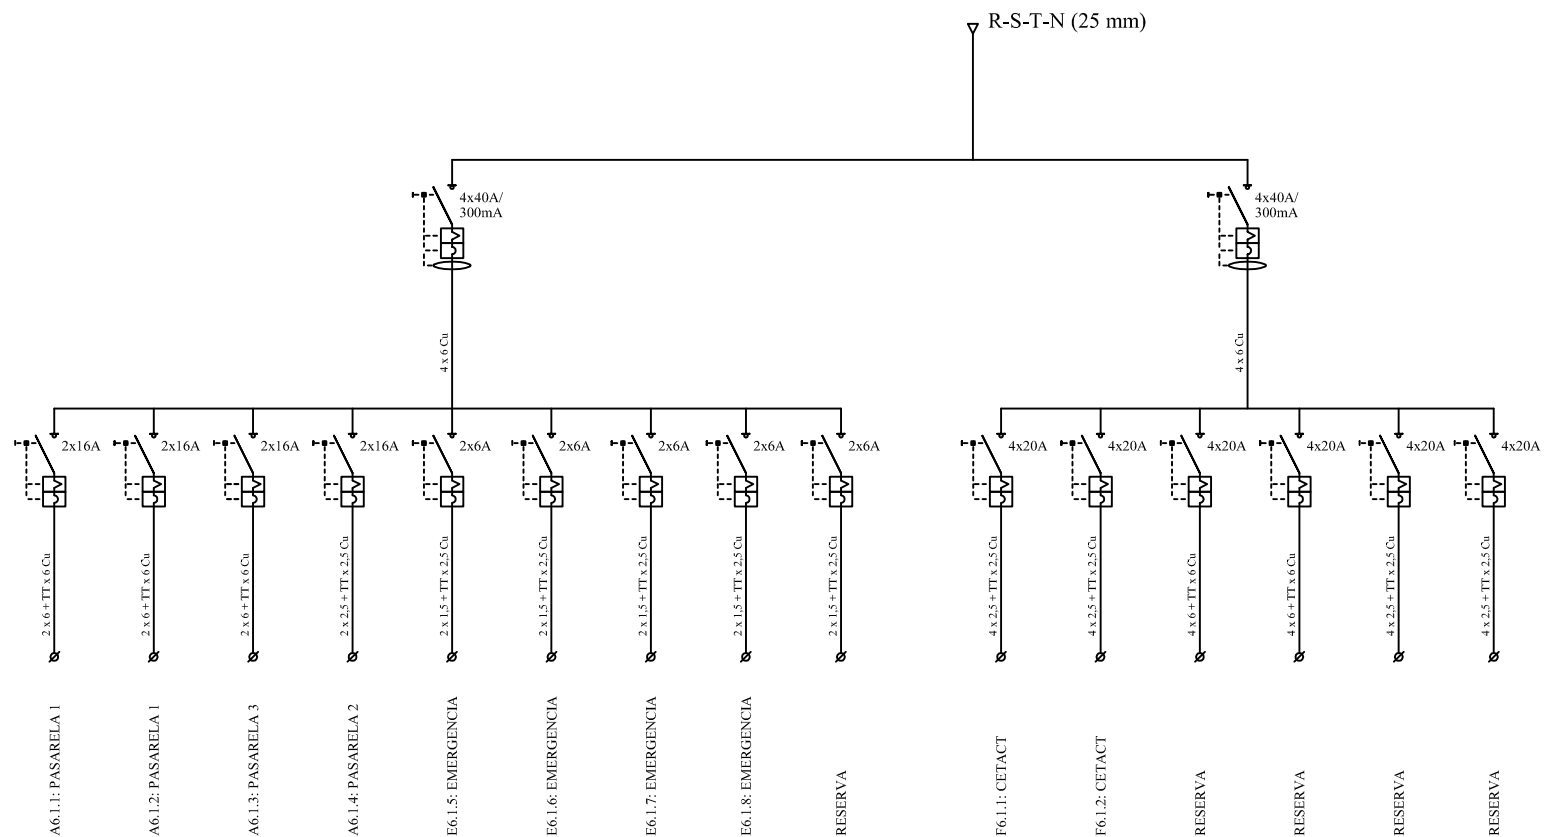 R-S-T-N (25 mm)
4x40A/
300mA
4x40A/
300mA
4 x 6 Cu
4 x 6 Cu
2x16A
2x16A
2x16A
2x16A
2x6A
2x6A
2x6A
2x6A
2x6A
4x20A
4x20A
4x20A
4x20A
4x20A
4x20A
2 x 6 + TT x 6 Cu
2 x 6 + TT x 6 Cu
2 x 6 + TT x 6 Cu
2 x 2,5 + TT x 2,5 Cu
2 x 1,5 + TT x 2,5 Cu
2 x 1,5 + TT x 2,5 Cu
2 x 1,5 + TT x 2,5 Cu
2 x 1,5 + TT x 2,5 Cu
2 x 1,5 + TT x 2,5 Cu
4 x 2,5 + TT x 2,5 Cu
4 x 2,5 + TT x 2,5 Cu
4 x 6 + TT x 6 Cu
4 x 6 + TT x 6 Cu
4 x 2,5 + TT x 2,5 Cu
4 x 2,5 + TT x 2,5 Cu
A6.1.1: PASARELA 1
A6.1.2: PASARELA 1
A6.1.3: PASARELA 3
A6.1.4: PASARELA 2
E6.1.5: EMERGENCIA
E6.1.6: EMERGENCIA
E6.1.7: EMERGENCIA
E6.1.8: EMERGENCIA
RESERVA
F6.1.1: CETACT
F6.1.2: CETACT
RESERVA
RESERVA
RESERVA
RESERVA